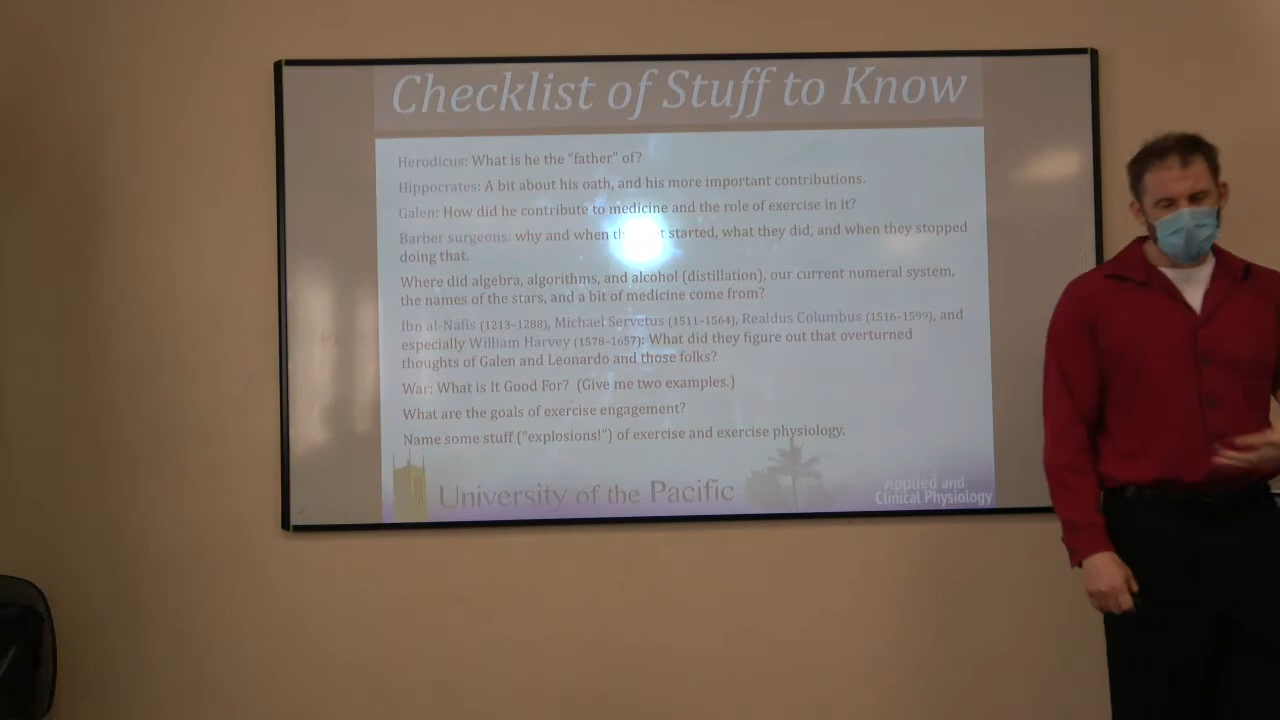 Checklist of Stuff to Know
Herodicus: What is he the “father” of?
Hippocrates: A bit about his oath, and his more important contributions.
Galen: How did he contribute to medicine and the role of exercise in it?
Barber surgeons: why and when started, what they did, and when they stopped
doing that.
Where did algebra, algorithms, and alcohol (distillation), our current numeral system,
the names of the stars, and a bit of medicine come from?
Ibn al-Nafis (1213–1288), Michael Servetus (1511–1564), Realdus Columbus (1516–1599), and
especially William Harvey (1578–1657): What did they figure out that overturned
thoughts of Galen and Leonardo and those folks?
War: What is It Good For? (Give me two examples.)
What are the goals of exercise engagement?
Name some stuff (“explosions!”) of exercise and exercise physiology.
University of the Pacific
Applied and
Clinical Physiology